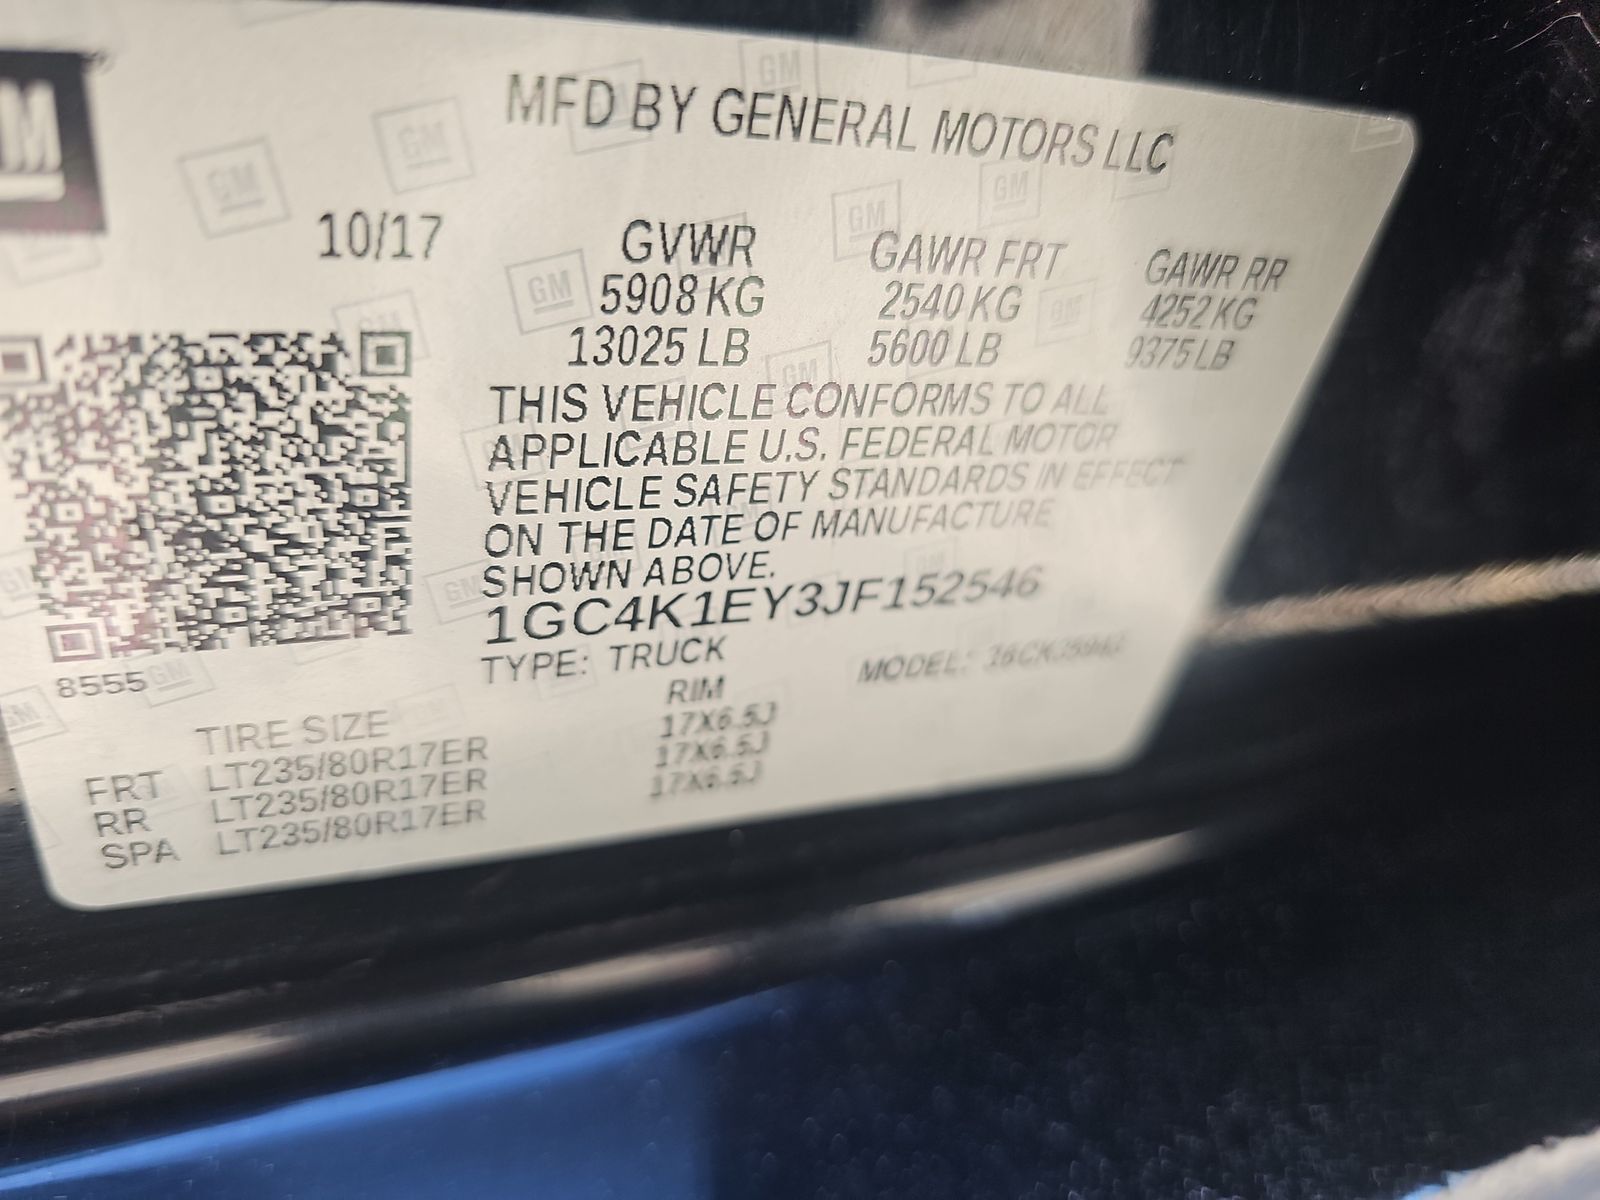 GM
MFD BY GENERAL MOTORS LLC
10/17 GVWR GAWR FRT GAWR RR
5908 KG 2540 KG 4252 KG
13025 LB 5600 LB 9375 LB
THIS VEHICLE CONFORMS TO ALL
APPLICABLE U.S. FEDERAL MOTOR
VEHICLE SAFETY STANDARDS IN EFFECT
ON THE DATE OF MANUFACTURE
SHOWN ABOVE.
1GC4K1EY3JF152546
TYPE: TRUCK MODEL:
8555
TIRE SIZE RIM
FRT LT235/80R17ER 17X6.5J
RR LT235/80R17ER 17X6.5J
SPA LT235/80R17ER 17X6.5J